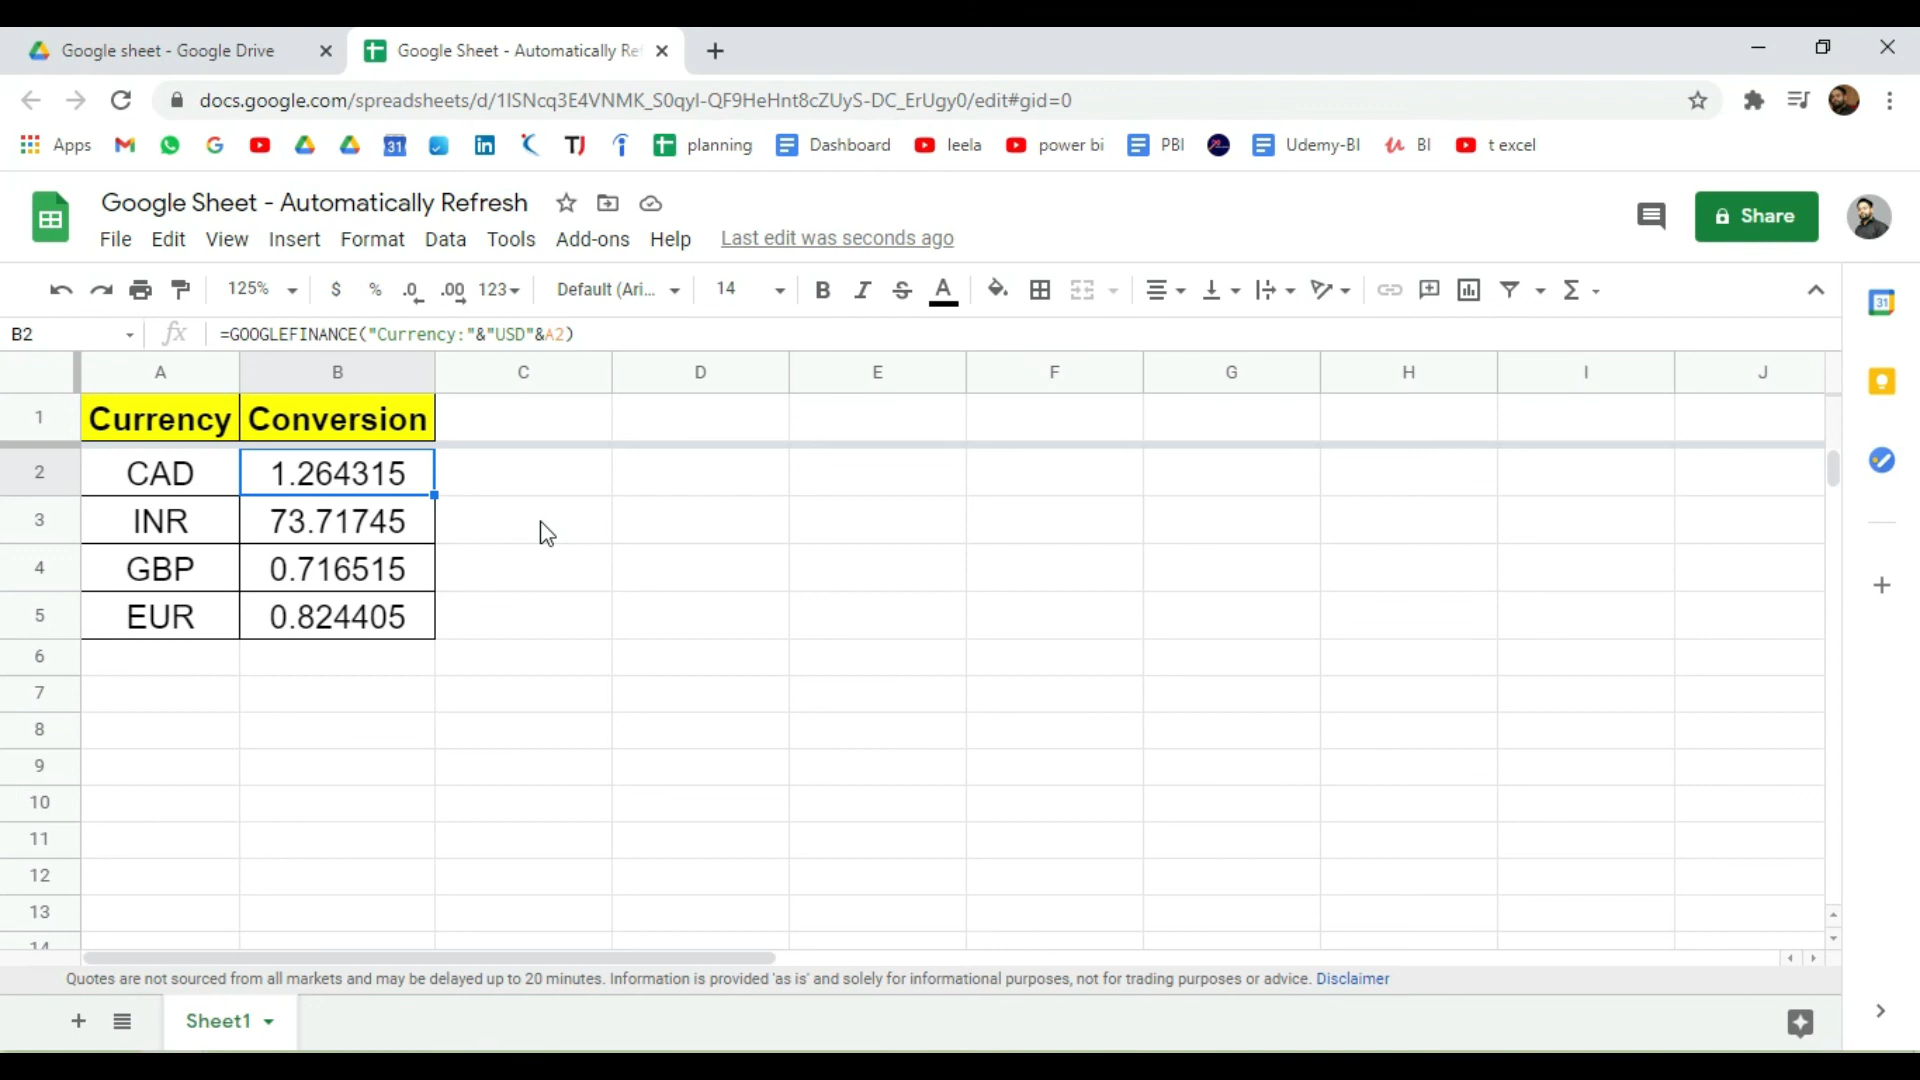 Google sheet - Google Drive
Google Sheet - Automatically Re
docs.google.com/spreadsheets/d/1ISNcq3E4VNMK_S0qyI-QF9HeHnt8cZUyS-DC_ErUgy0/edit#gid=0
Apps 31 planning Dashboard leela power bi PBI Udemy-BI BI t excel
Google Sheet - Automatically Refresh
File Edit View Insert Format Data Tools Add-ons Help Last edit was seconds ago
Share
125% $ % .0 .00 123 Default (Ari... 14 B I S A Σ
31
B2 fx =GOOGLEFINANCE("Currency:"&"USD"&A2)
A B C D E F G H I J
1 Currency Conversion
2 CAD 1.264315
3 INR 73.71745
4 GBP 0.716515
5 EUR 0.824405
6
7
8
9
10
11
12
13
14
Quotes are not sourced from all markets and may be delayed up to 20 minutes. Information is provided 'as is' and solely for informational purposes, not for trading purposes or advice. Disclaimer
Sheet1